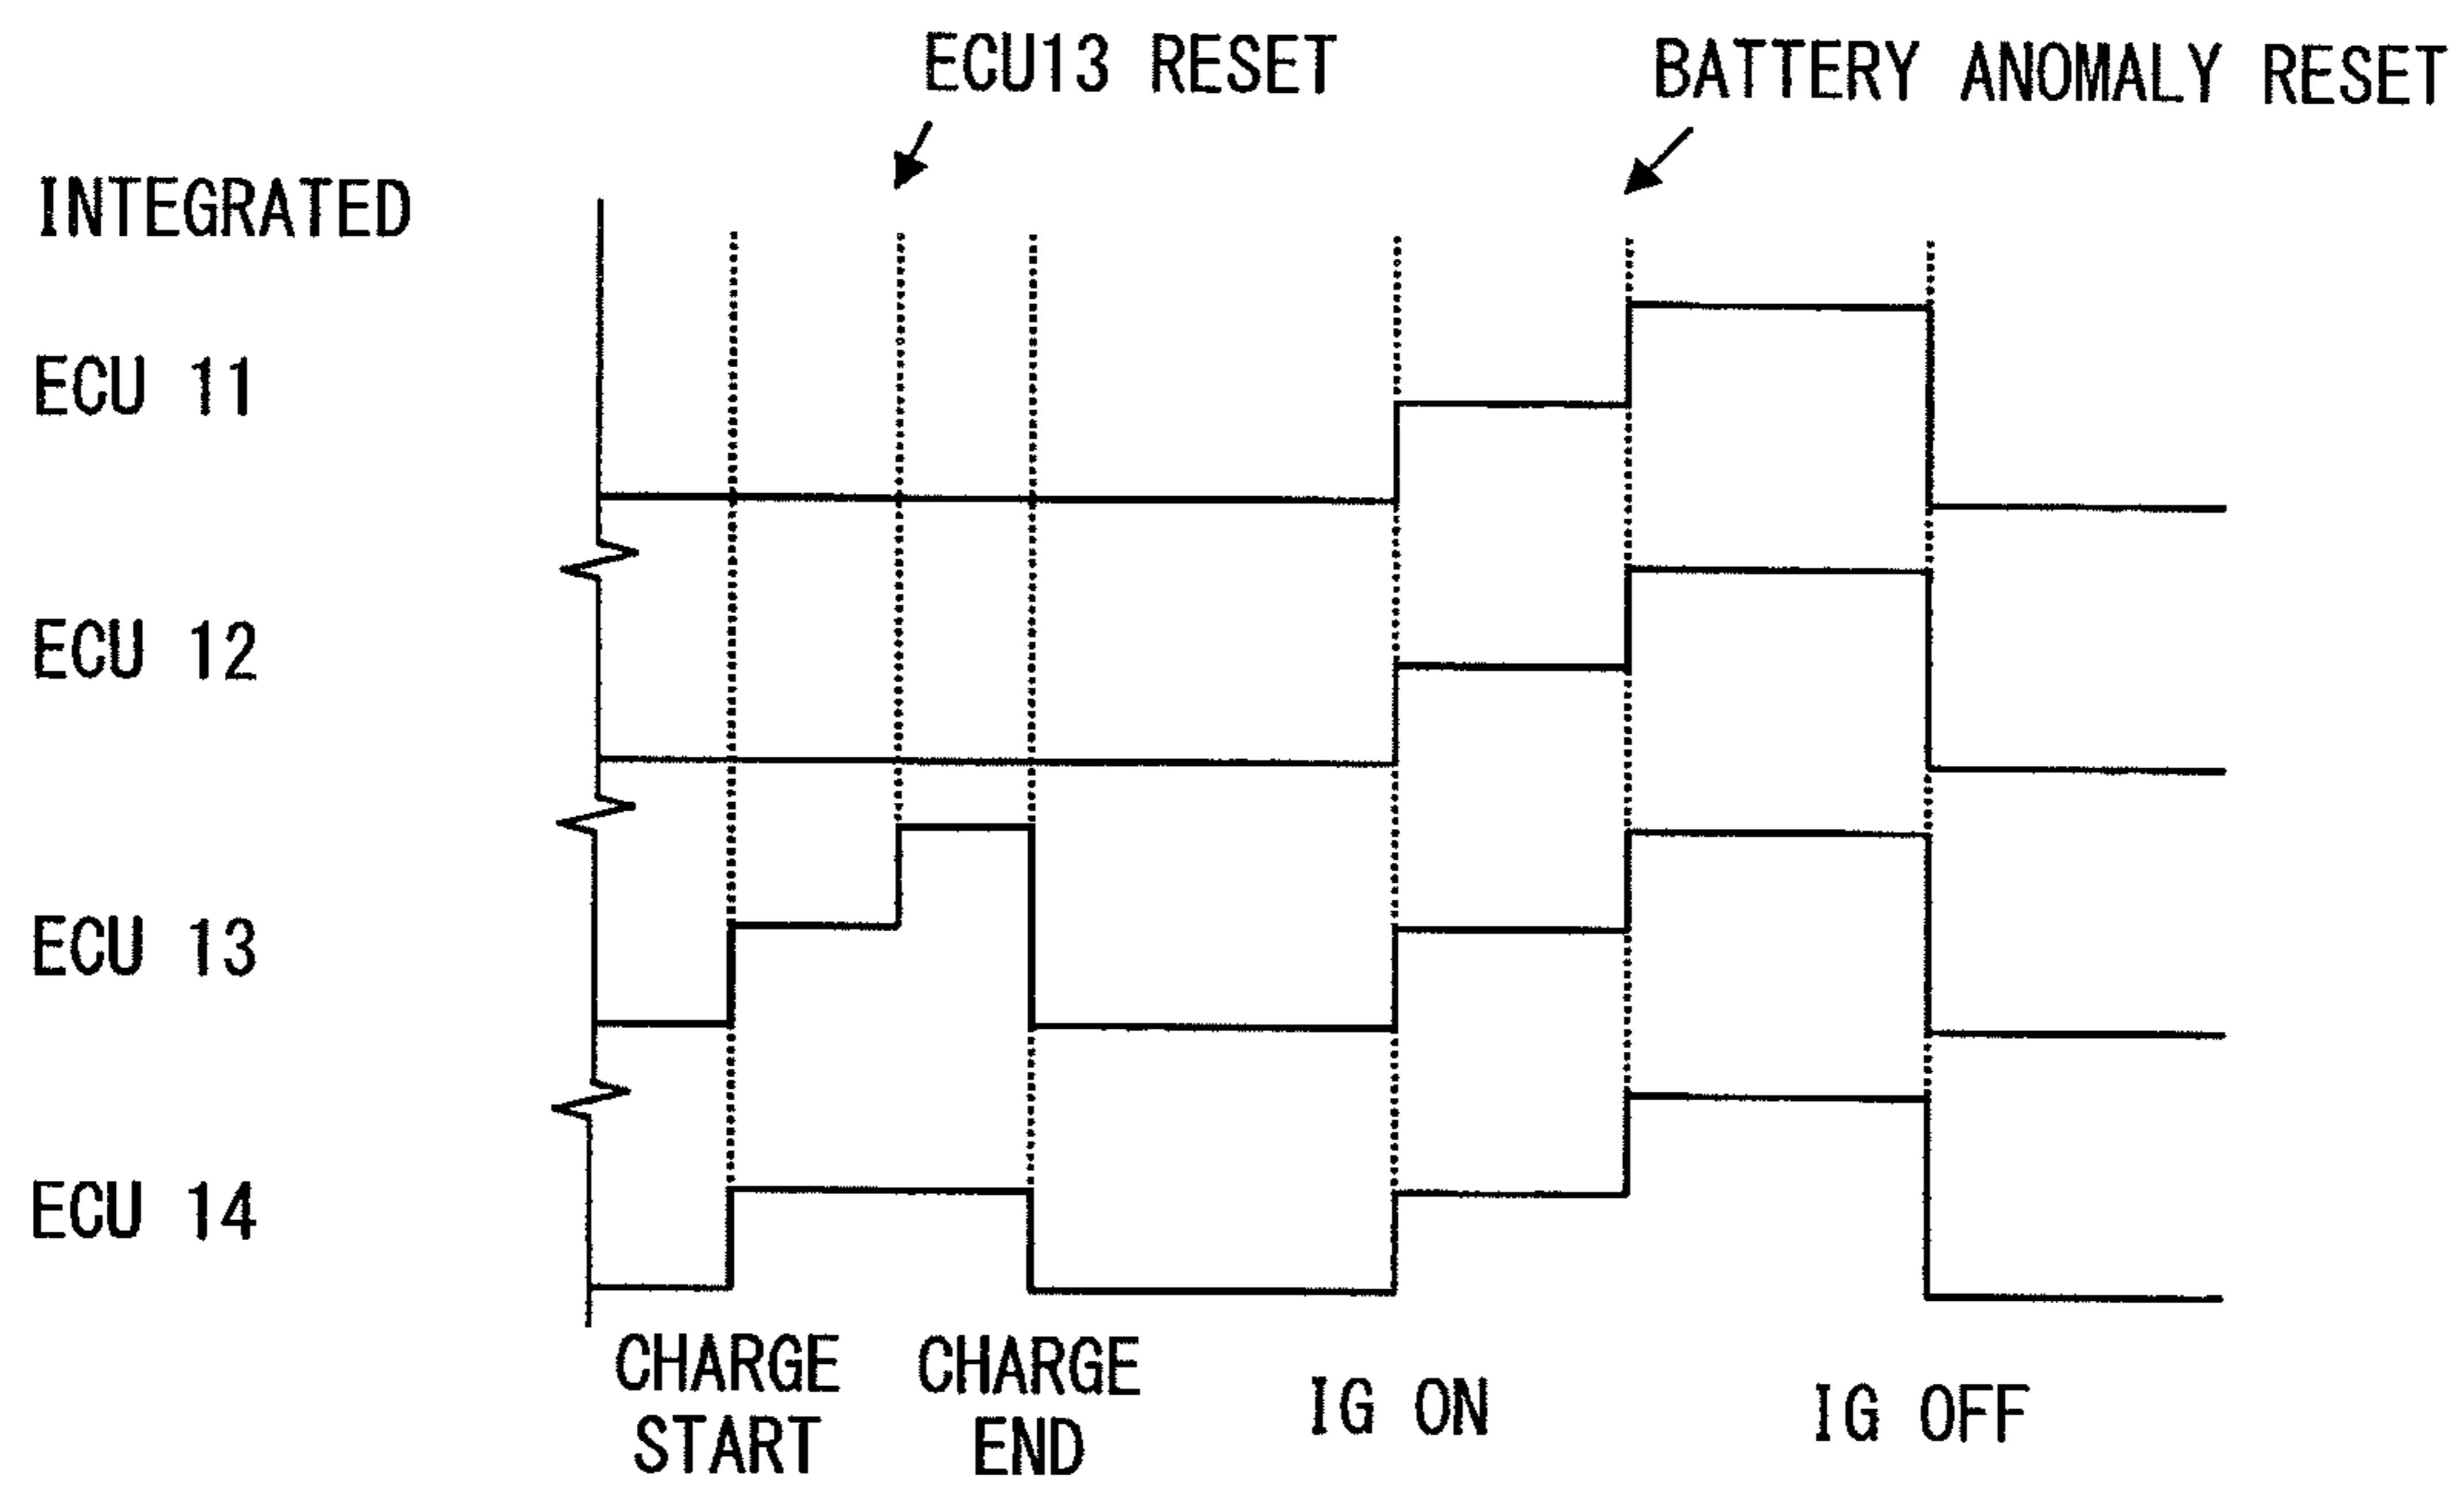 ECU13 RESET
BATTERY ANOMALY RESET
INTEGRATED
ECU 11
ECU 12
ECU 13
ECU 14
CHARGE
START
CHARGE
END
IG ON
IG OFF